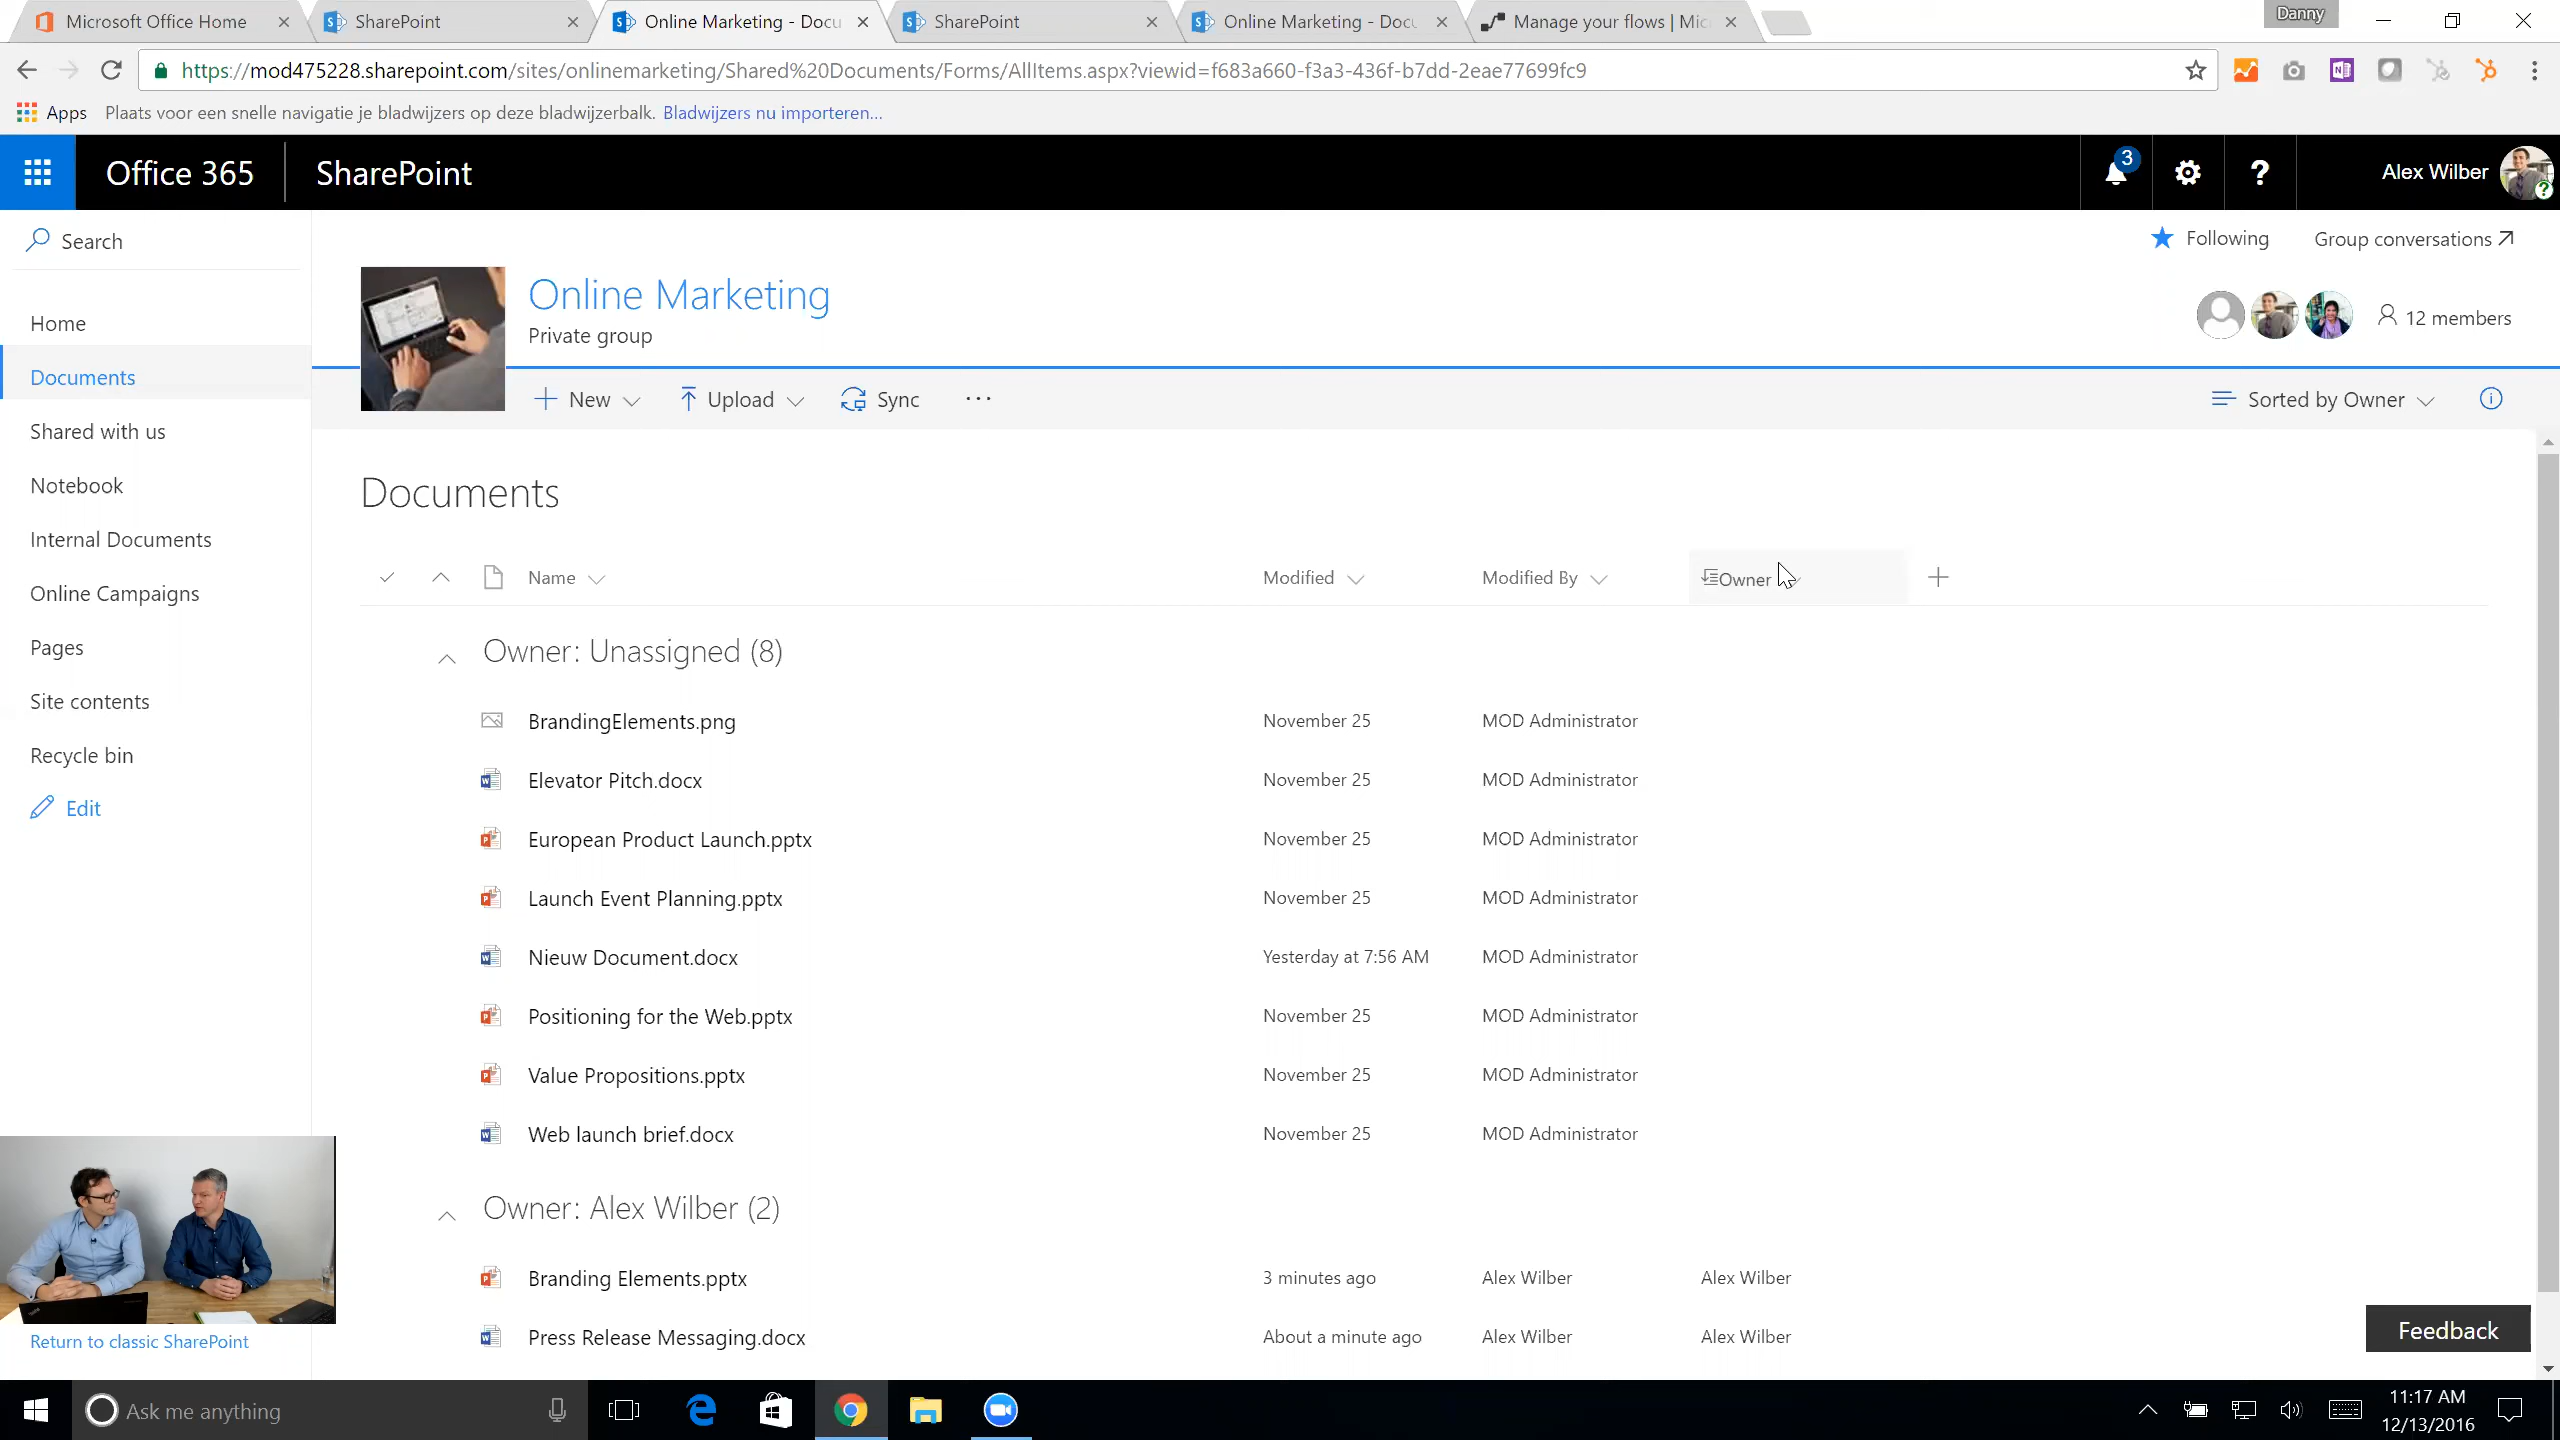 Microsoft Office Home
SharePoint
Online Marketing - Docu
SharePoint
Online Marketing - Docu
Manage your flows | Mic
Danny
https://mod475228.sharepoint.com/sites/onlinemarketing/Shared%20Documents/Forms/AllItems.aspx?viewid=f683a660-f3a3-436f-b7dd-2eae77699fc9
Apps Plaats voor een snelle navigatie je bladwijzers op deze bladwijzerbalk. Bladwijzers nu importeren...
Office 365 SharePoint
3
Alex Wilber
Search
Following Group conversations
Online Marketing
Private group
12 members
Home
Documents
Shared with us
Notebook
Internal Documents
Online Campaigns
Pages
Site contents
Recycle bin
Edit
New Upload Sync ... Sorted by Owner
Documents
Name Modified Modified By Owner
Owner: Unassigned (8)
BrandingElements.png November 25 MOD Administrator
Elevator Pitch.docx November 25 MOD Administrator
European Product Launch.pptx November 25 MOD Administrator
Launch Event Planning.pptx November 25 MOD Administrator
Nieuw Document.docx Yesterday at 7:56 AM MOD Administrator
Positioning for the Web.pptx November 25 MOD Administrator
Value Propositions.pptx November 25 MOD Administrator
Web launch brief.docx November 25 MOD Administrator
Owner: Alex Wilber (2)
Branding Elements.pptx 3 minutes ago Alex Wilber Alex Wilber
Press Release Messaging.docx About a minute ago Alex Wilber Alex Wilber
Return to classic SharePoint
Feedback
Ask me anything
11:17 AM
12/13/2016